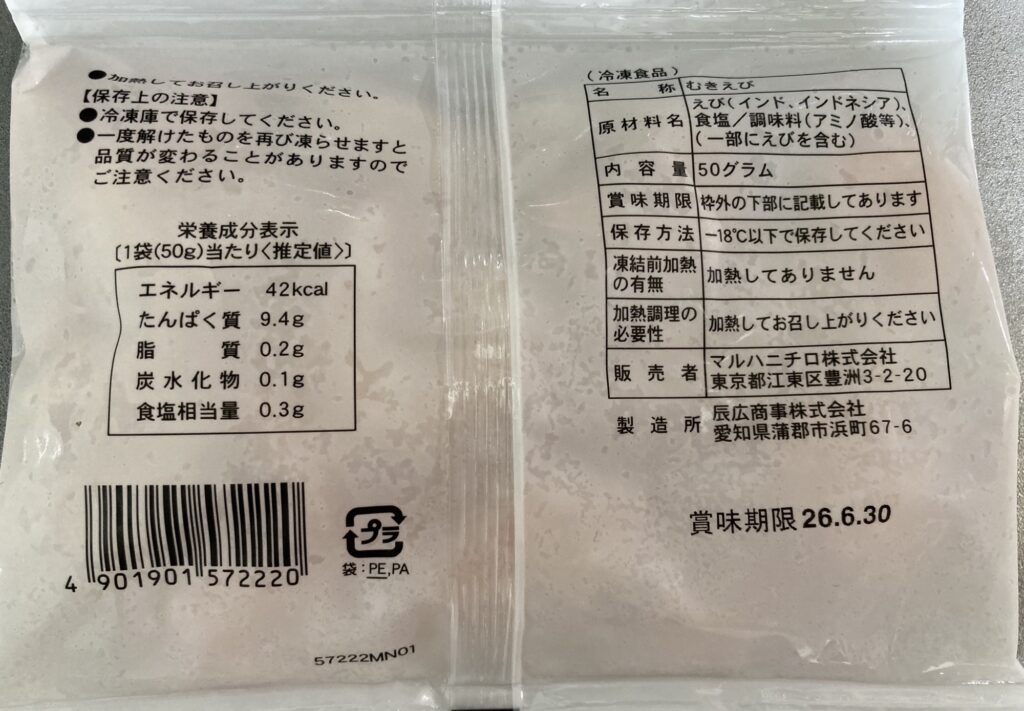 ●加熱してお召し上がりください。
【保存上の注意】
●冷凍庫で保存してください。
●一度解けたものを再び凍らせますと
品質が変わることがありますので
ご注意ください。
栄養成分表示
〔1袋(50g)当たり〈推定値〉〕
エネルギー 42kcal
たんぱく質 9.4g
脂質 0.2g
炭水化物 0.1g
食塩相当量 0.3g
4 901901 572220
プラ
袋:PE,PA
57222MN01
(冷凍食品)
名称 むきえび
原材料名 えび(インド、インドネシア)、
食塩/調味料(アミノ酸等)、
(一部にえびを含む)
内容量 50グラム
賞味期限 枠外の下部に記載してあります
保存方法 −18℃以下で保存してください
凍結前加熱
の有無 加熱してありません
加熱調理の
必要性 加熱してお召し上がりください
販売者 マルハニチロ株式会社
東京都江東区豊洲3-2-20
製造所 辰広商事株式会社
愛知県蒲郡市浜町67-6
賞味期限 26.6.30